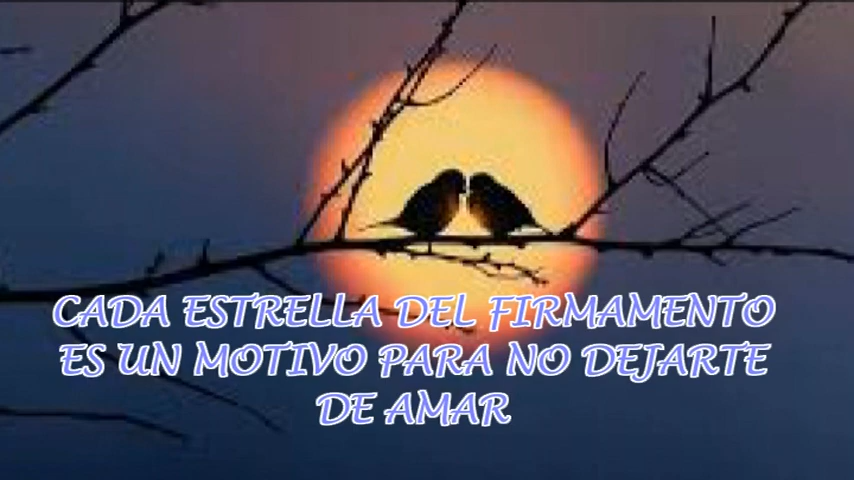 CADA ESTRELLA DEL FIRMAMENTO
ES UN MOTIVO PARA NO DEJARTE
DE AMAR